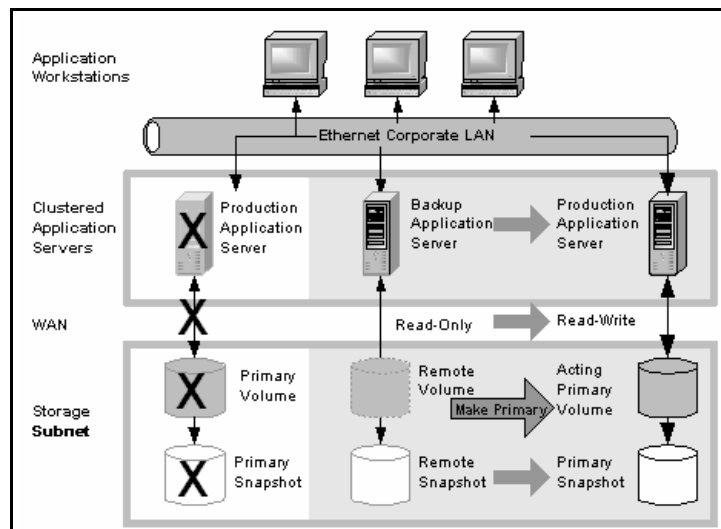 Application
Workstations
Ethernet Corporate LAN
Clustered
Application
Servers
X
Production
Application
Server
Backup
Application
Server
Production
Application
Server
WAN
X
Read-Only
Read-Write
Storage
Subnet
X
Primary
Volume
Remote
Volume
Make Primary
Acting
Primary
Volume
X
Primary
Snapshot
Remote
Snapshot
Primary
Snapshot